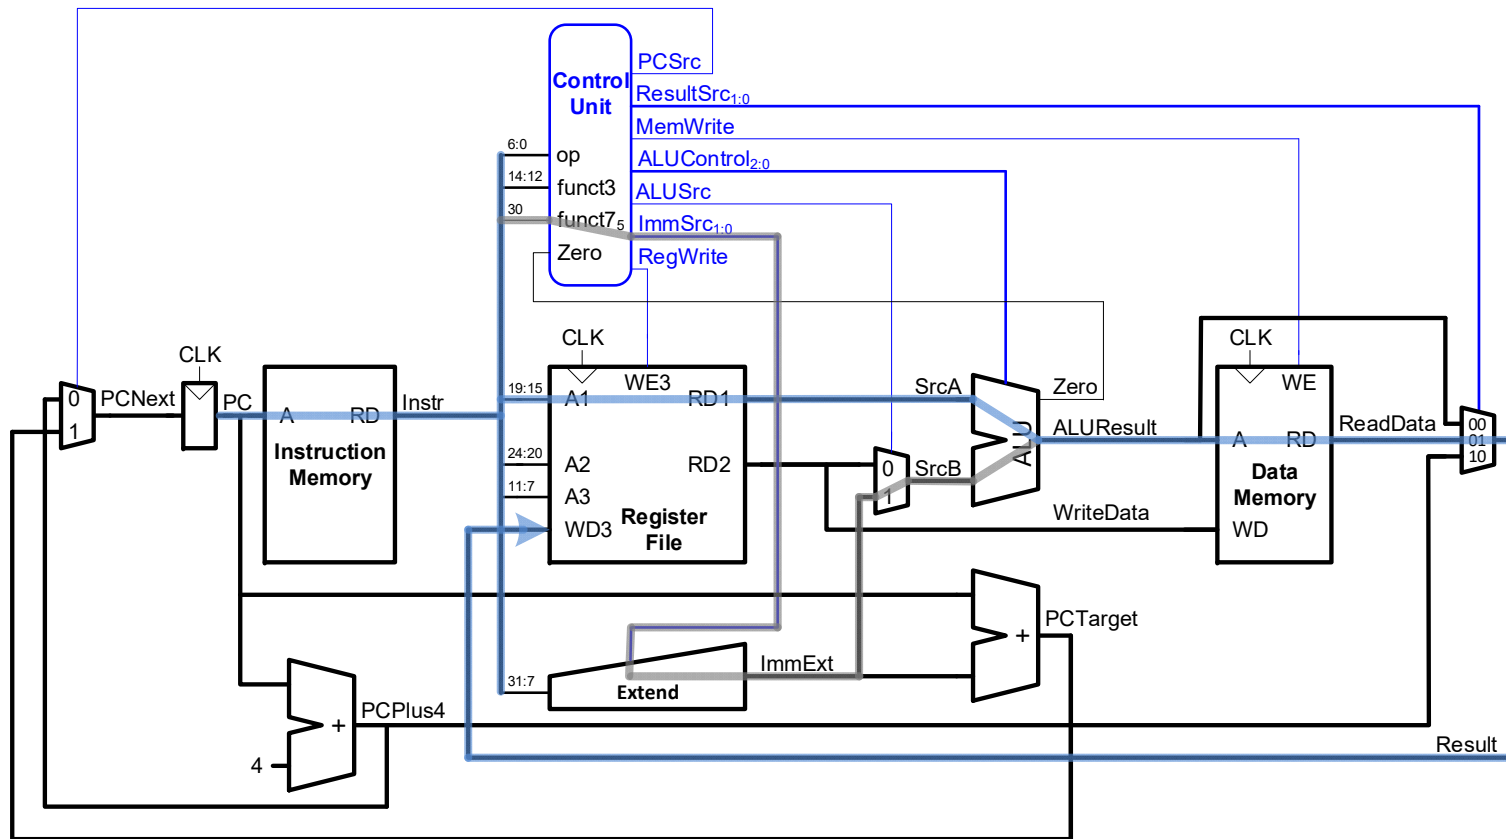 PCSrc
Control
Unit
ResultSrc1:0
MemWrite
6:0
op
ALUControl2:0
14:12
funct3
ALUSrc
30
funct75
ImmSrc1:0
Zero
RegWrite
CLK
CLK
CLK
WE3
WE
0
1
PCNext
PC
A
RD
Instr
Instruction
Memory
19:15
A1
RD1
SrcA
Zero
ALU
ALUResult
A
RD
ReadData
00
01
10
Data
Memory
24:20
A2
RD2
0
1
SrcB
11:7
A3
WD3
Register
File
WriteData
WD
PCTarget
+
ImmExt
31:7
Extend
PCPlus4
+
4
Result